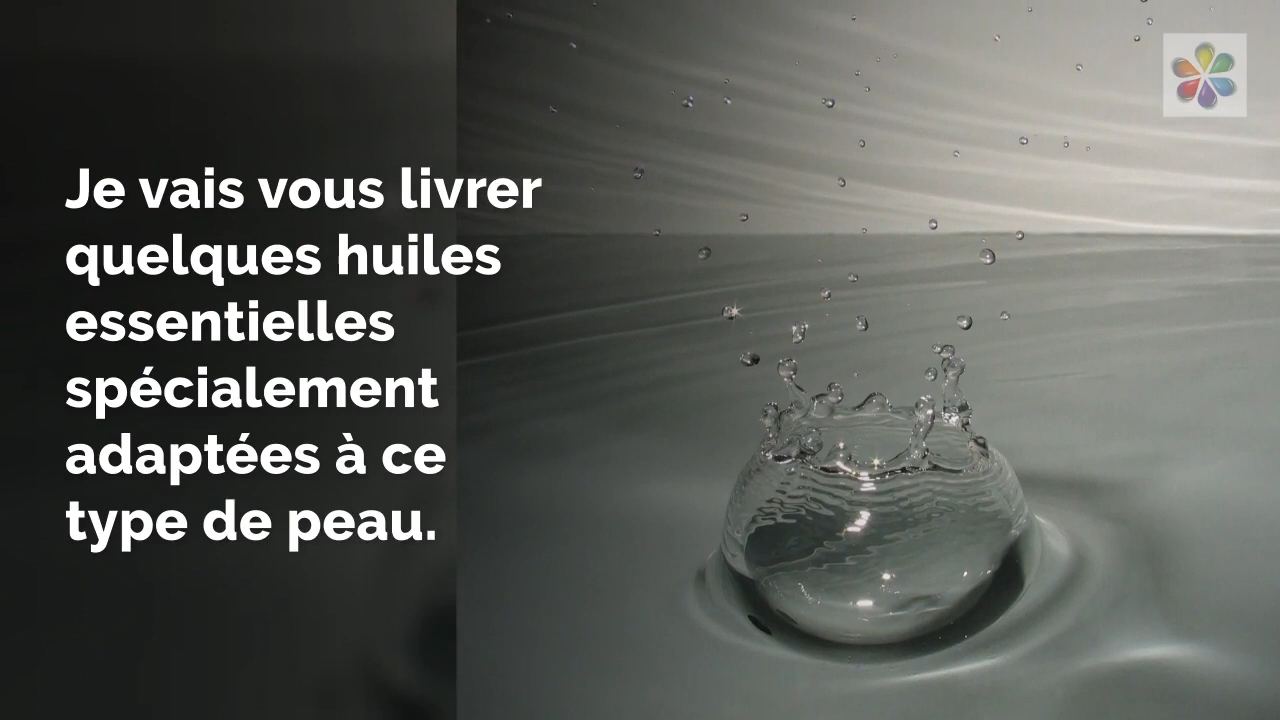 Je vais vous livrer
quelques huiles
essentielles
spécialement
adaptées à ce
type de peau.